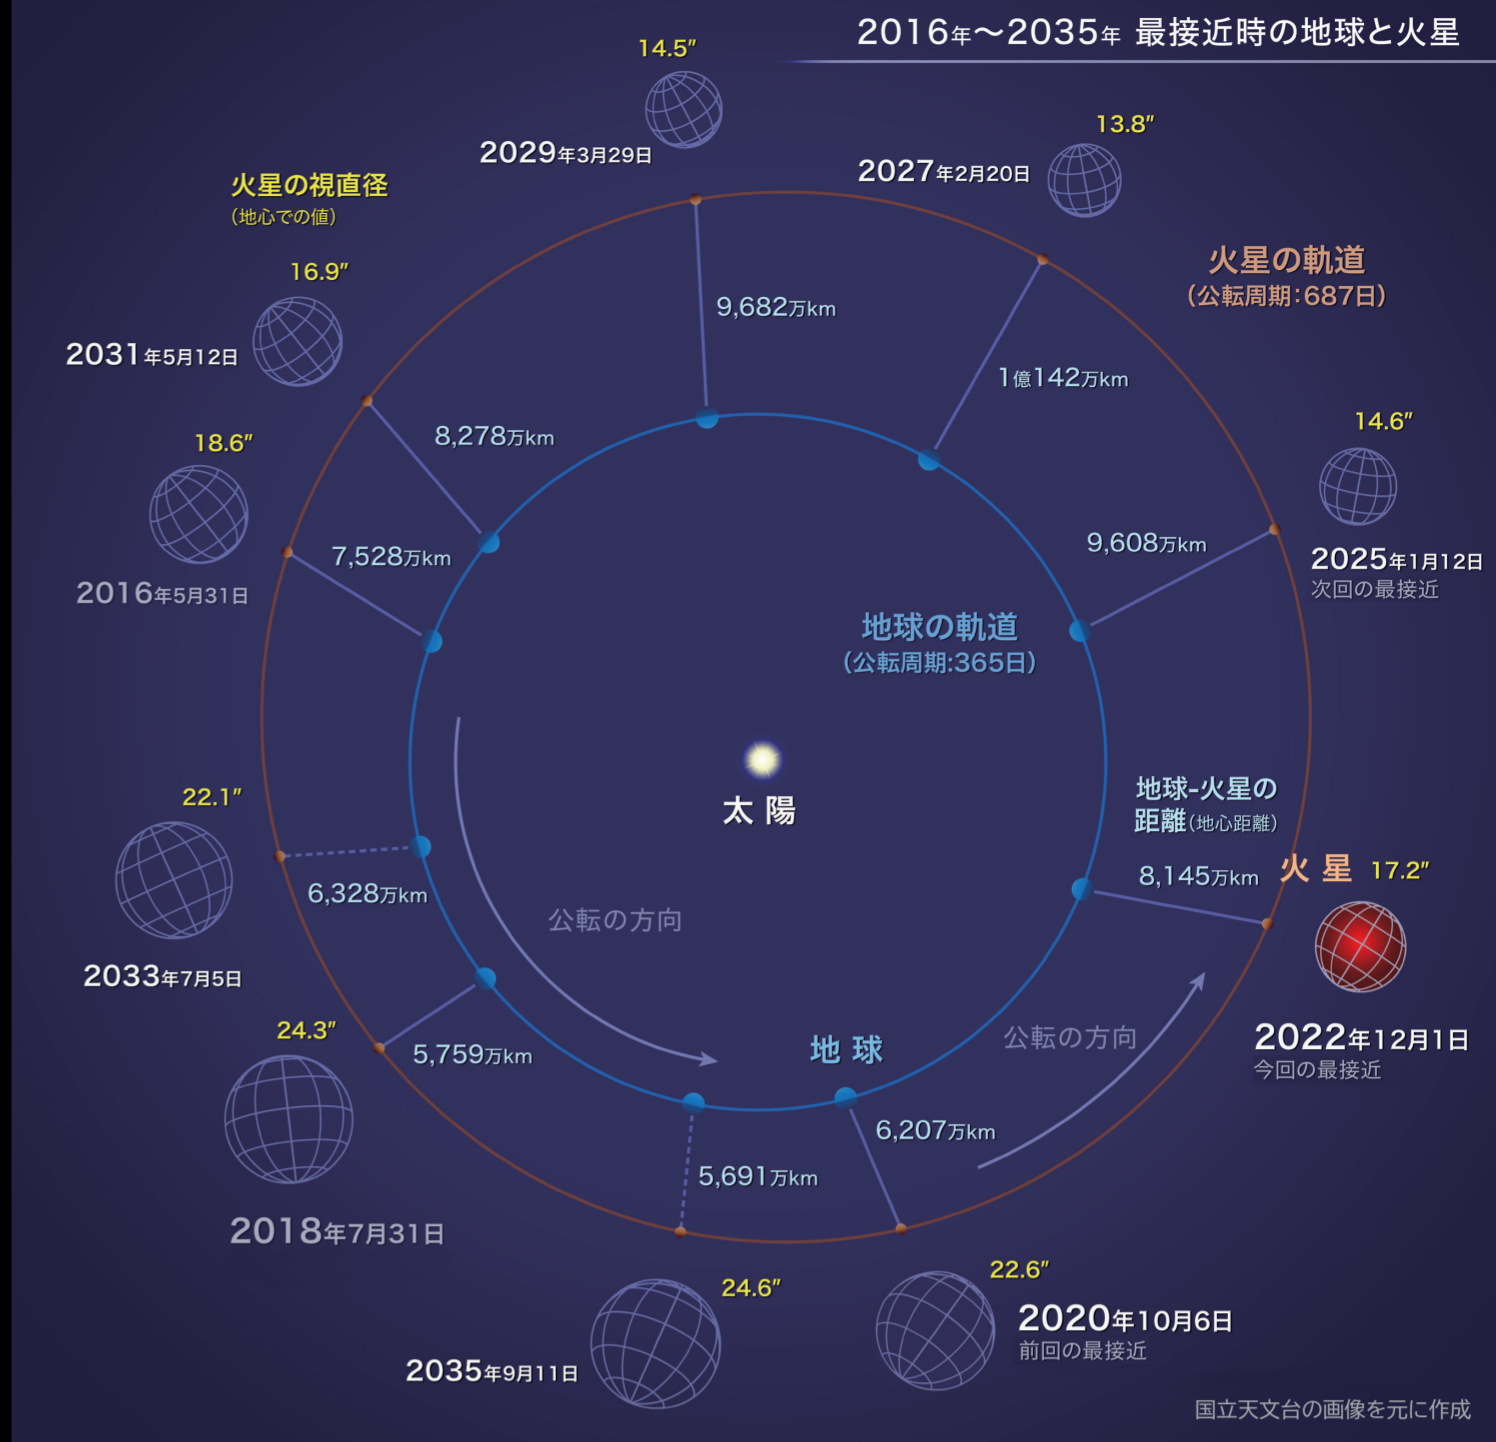 2016年～2035年 最接近時の地球と火星
14.5″
2029年3月29日
13.8″
2027年2月20日
火星の視直径
（地心での値）
16.9″
2031年5月12日
火星の軌道
（公転周期：687日）
9,682万km
1億142万km
8,278万km
18.6″
2016年5月31日
7,528万km
14.6″
9,608万km
2025年1月12日
次回の最接近
地球の軌道
（公転周期:365日）
太 陽
地球-火星の
距離（地心距離）
22.1″
6,328万km
2033年7月5日
8,145万km
火 星
17.2″
公転の方向
2022年12月1日
今回の最接近
24.3″
5,759万km
2018年7月31日
地 球
公転の方向
6,207万km
5,691万km
24.6″
2035年9月11日
22.6″
2020年10月6日
前回の最接近
国立天文台の画像を元に作成